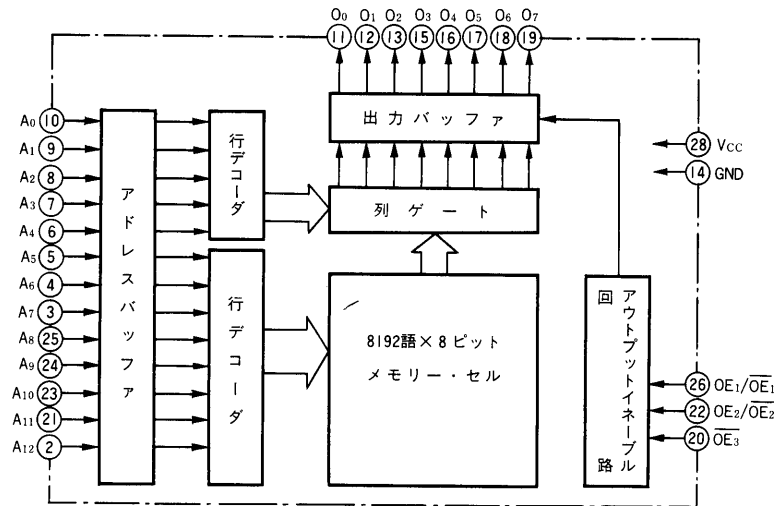 O₀ O₁ O₂ O₃ O₄ O₅ O₆ O₇
11 12 13 15 16 17 18 19
出力バッファ
列ゲート
8192語×8ピット
メモリー・セル
A₀ 10
A₁ 9
A₂ 8
A₃ 7
A₄ 6
A₅ 5
A₆ 4
A₇ 3
A₈ 25
A₉ 24
A₁₀ 23
A₁₁ 21
A₁₂ 2
アドレスバッファ
行デコーダ
行デコーダ
28 VCC
14 GND
アウトプットイネーブル
回路
26 OE₁/O̅E̅₁̅
22 OE₂/O̅E̅₂̅
20 O̅E̅₃̅